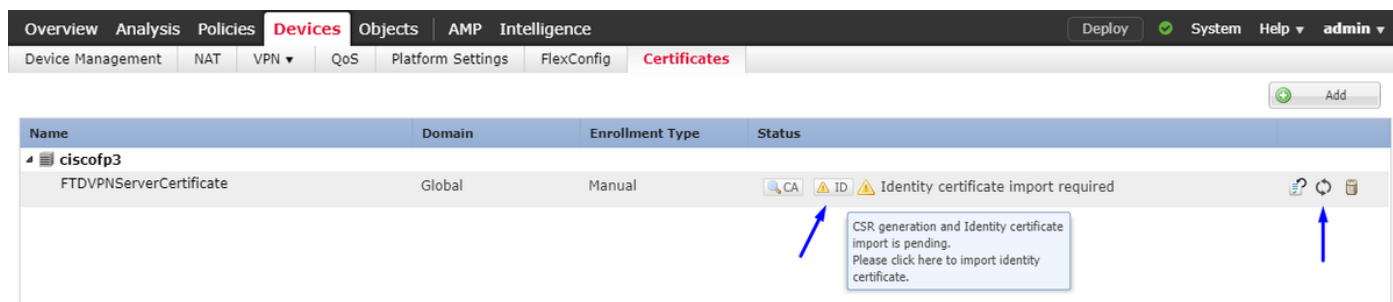 Overview Analysis Policies Devices Objects AMP Intelligence Deploy System Help admin
Device Management NAT VPN QoS Platform Settings FlexConfig Certificates
Add
Name Domain Enrollment Type Status
ciscofp3
FTDVPNServerCertificate Global Manual CA ID Identity certificate import required
CSR generation and Identity certificate
import is pending.
Please click here to import identity
certificate.